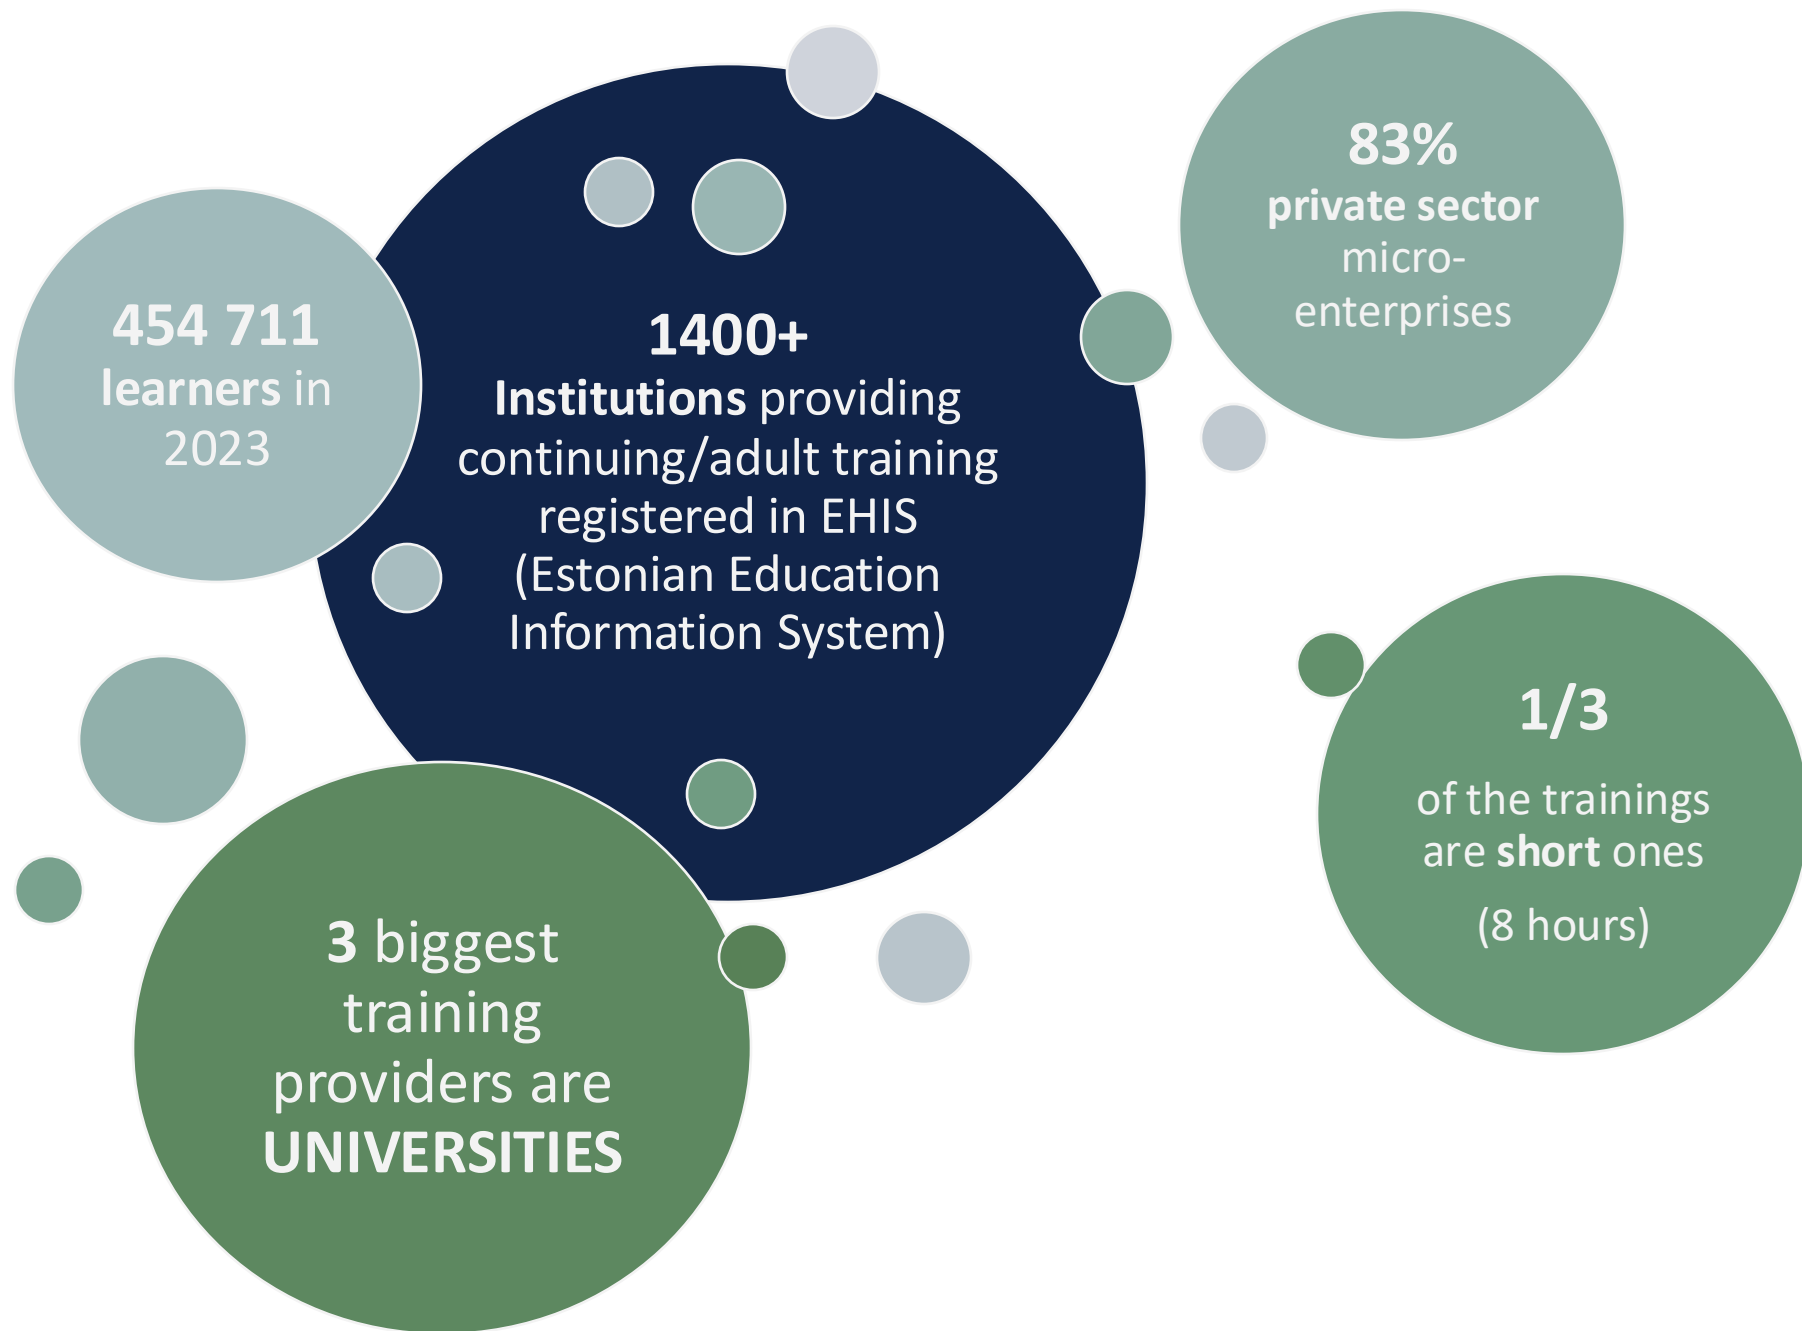 454 711
learners in
2023
1400+
Institutions providing
continuing/adult training
registered in EHIS
(Estonian Education
Information System)
83%
private sector
micro-
enterprises
1/3
of the trainings
are short ones
(8 hours)
3 biggest
training
providers are
UNIVERSITIES